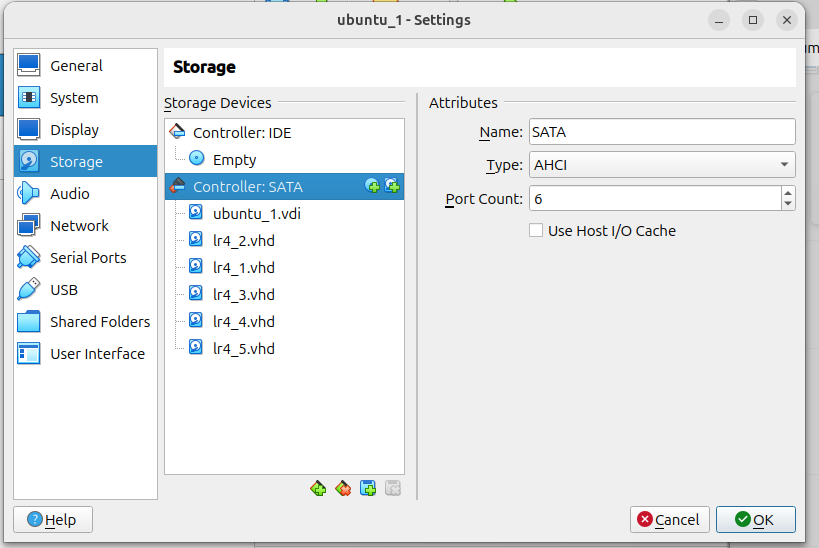 ubuntu_1 - Settings
General
System
Display
Storage
Audio
Network
Serial Ports
USB
Shared Folders
User Interface
Storage
Storage Devices
Controller: IDE
Empty
Controller: SATA
ubuntu_1.vdi
lr4_2.vhd
lr4_1.vhd
lr4_3.vhd
lr4_4.vhd
lr4_5.vhd
Attributes
Name: SATA
Type: AHCI
Port Count: 6
Use Host I/O Cache
Help
Cancel
OK